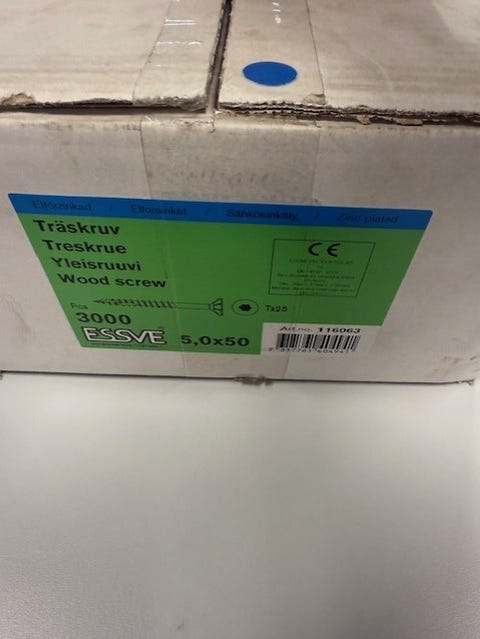 Elförzinkad / Elforsinket / Sähkösinkitty / Zinc-plated
Träskruv
Treskrue
Yleisruuvi
Wood screw
CE
Pcs
3000
Tx25
ESSVE
5,0x50
Art.no. 116063